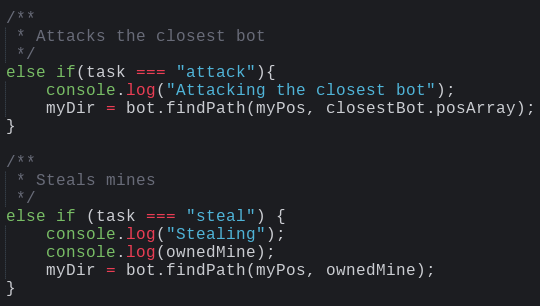 /**
 * Attacks the closest bot
 */
else if(task === "attack"){
    console.log("Attacking the closest bot");
    myDir = bot.findPath(myPos, closestBot.posArray);
}

/**
 * Steals mines
 */
else if (task === "steal") {
    console.log("Stealing");
    console.log(ownedMine);
    myDir = bot.findPath(myPos, ownedMine);
}